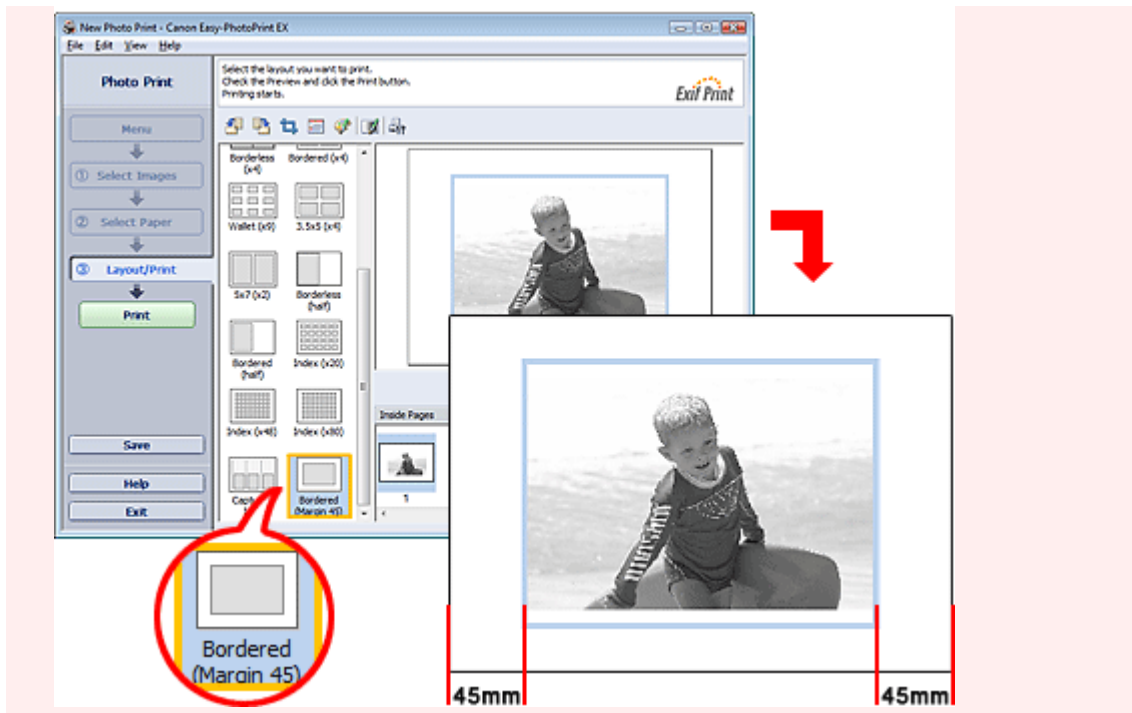 New Photo Print - Canon Easy-PhotoPrint EX
File Edit View Help
Photo Print
Select the layout you want to print.
Check the Preview and click the Print button.
Printing starts.
Exif Print
Menu
① Select Images
② Select Paper
③ Layout/Print
Print
Save
Help
Exit
Borderless
(x4)
Bordered (x4)
Wallet (x9)
3.5x5 (x4)
5x7 (x2)
Borderless
(half)
Bordered
(half)
Index (x20)
Index (x48)
Index (x80)
Bordered
(Margin 45)
Inside Pages
1
Bordered
(Margin 45)
45mm
45mm